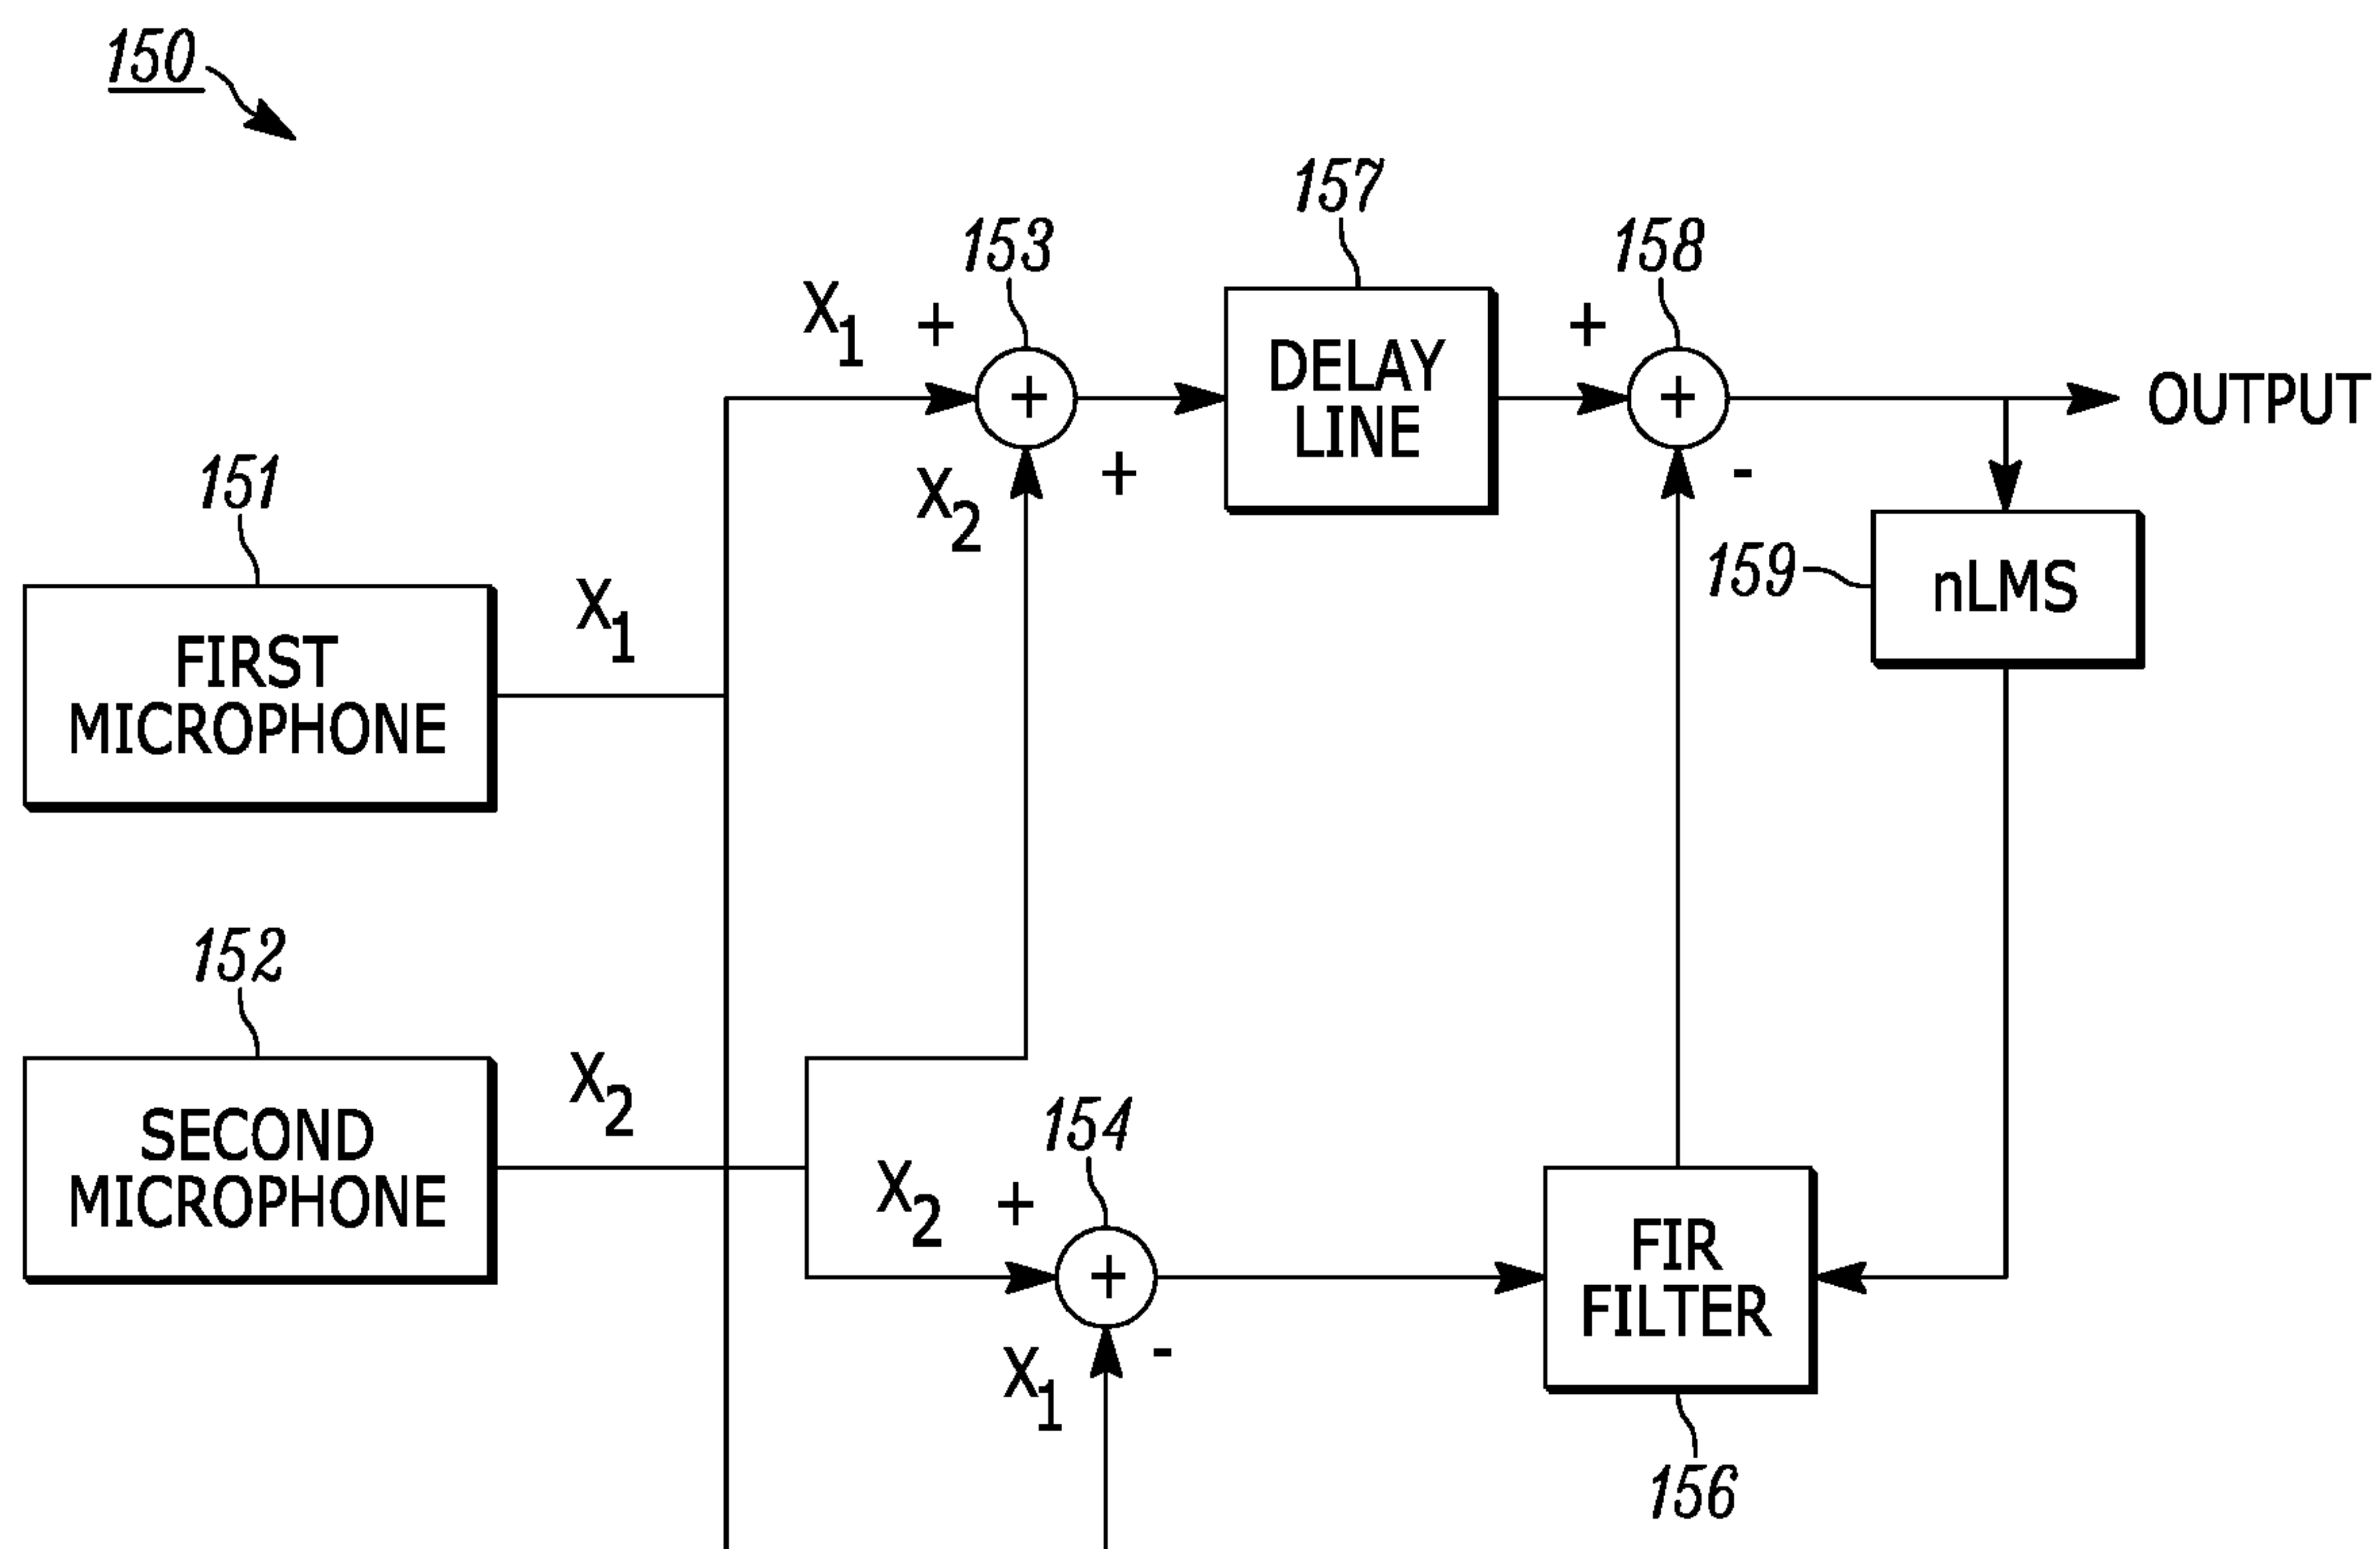 150
157
153
158
X1
+
+
DELAY
LINE
+
+
OUTPUT
X2
+
-
151
159
nLMS
X1
FIRST
MICROPHONE
152
X2
154
SECOND
MICROPHONE
X2
+
+
FIR
FILTER
X1
-
156